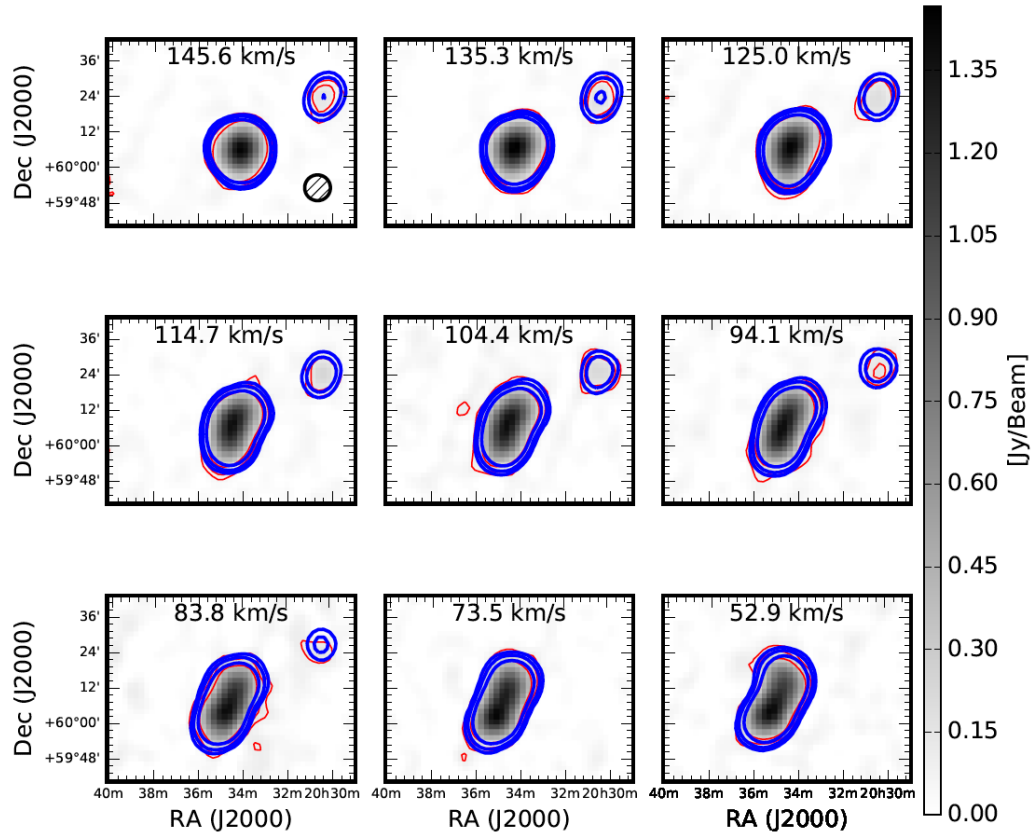 145.6 km/s
135.3 km/s
125.0 km/s
Dec (J2000)
36'
24'
12'
+60°00'
+59°48'
114.7 km/s
104.4 km/s
94.1 km/s
Dec (J2000)
36'
24'
12'
+60°00'
+59°48'
83.8 km/s
73.5 km/s
52.9 km/s
Dec (J2000)
36'
24'
12'
+60°00'
+59°48'
40m 38m 36m 34m 32m 20h30m
40m 38m 36m 34m 32m 20h30m
40m 38m 36m 34m 32m 20h30m
RA (J2000)
RA (J2000)
RA (J2000)
1.35
1.20
1.05
0.90
0.75
0.60
0.45
0.30
0.15
0.00
[Jy/Beam]